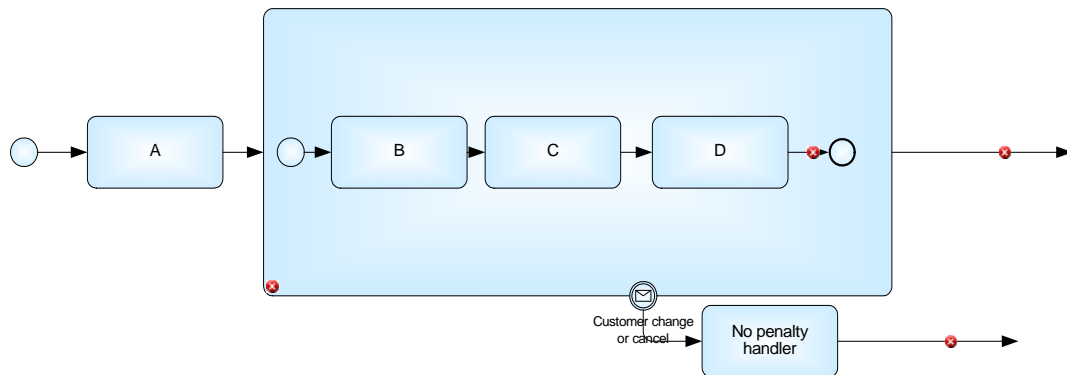 A
B
C
D
Customer change
or cancel
No penalty
handler